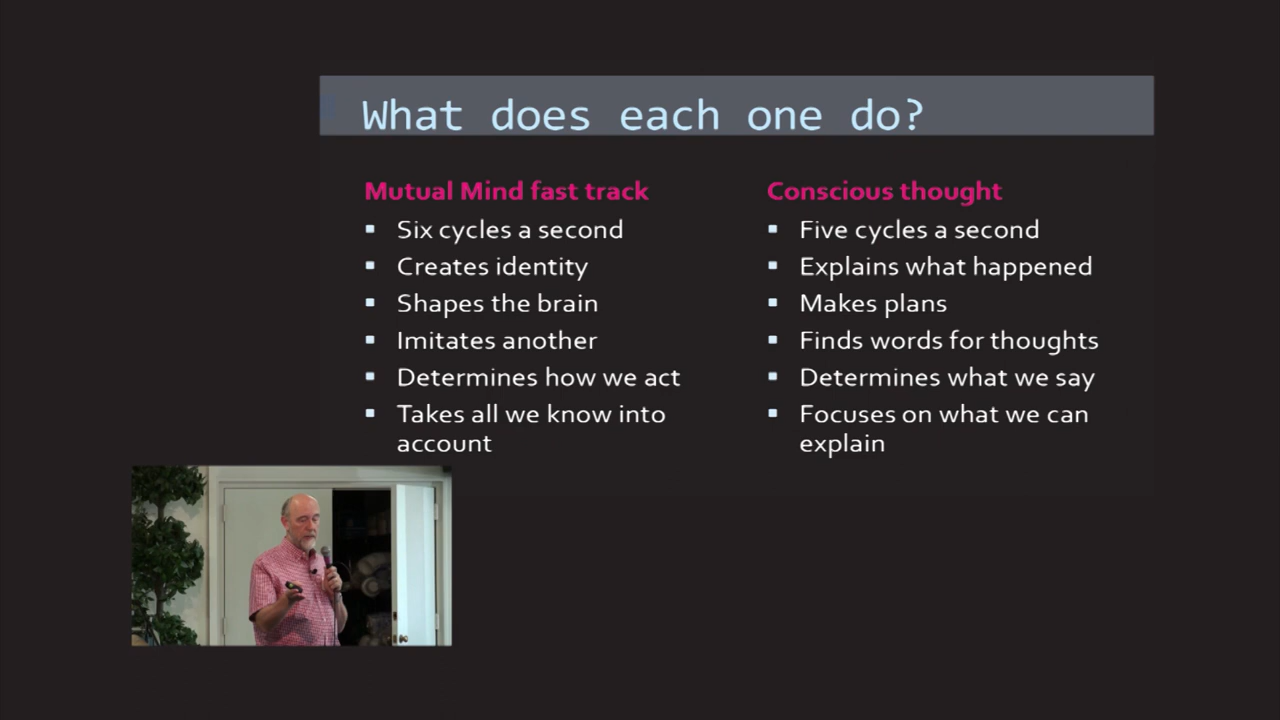 What does each one do?
Mutual Mind fast track
Six cycles a second
Creates identity
Shapes the brain
Imitates another
Determines how we act
Takes all we know into
account
Conscious thought
Five cycles a second
Explains what happened
Makes plans
Finds words for thoughts
Determines what we say
Focuses on what we can
explain